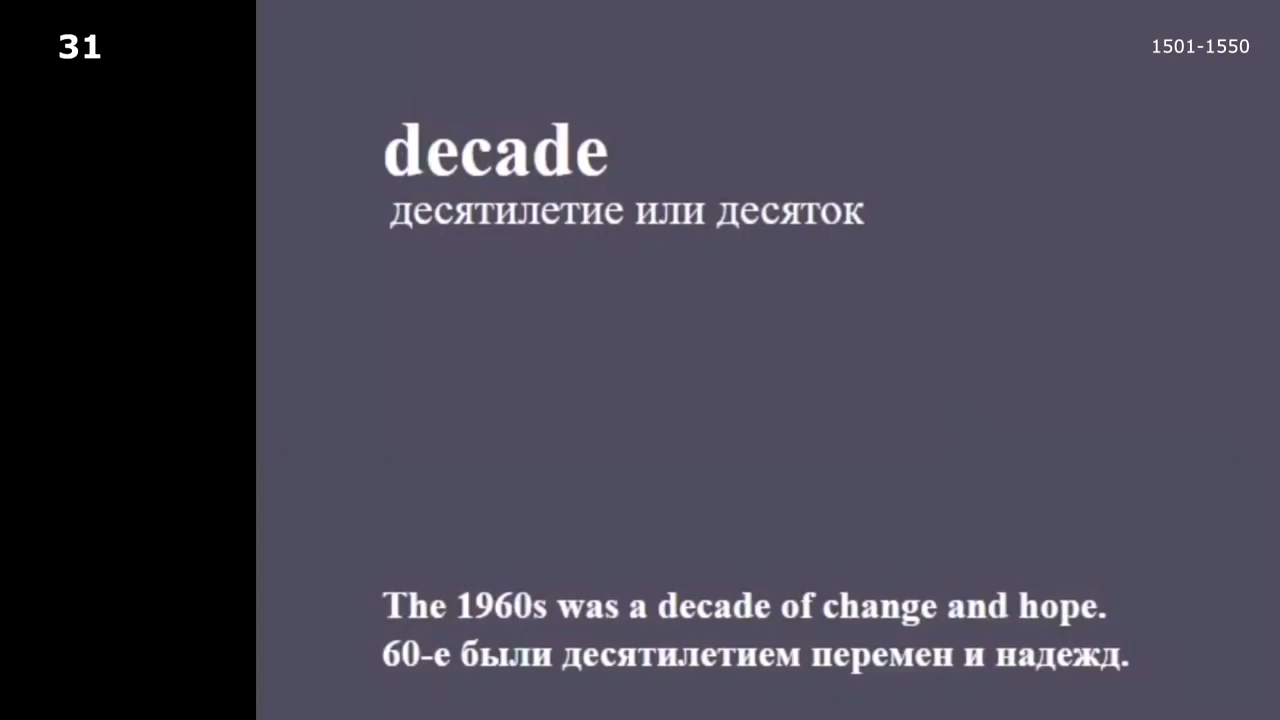 31
1501-1550
decade
десятилетие или десяток
The 1960s was a decade of change and hope.
60-е были десятилетием перемен и надежд.